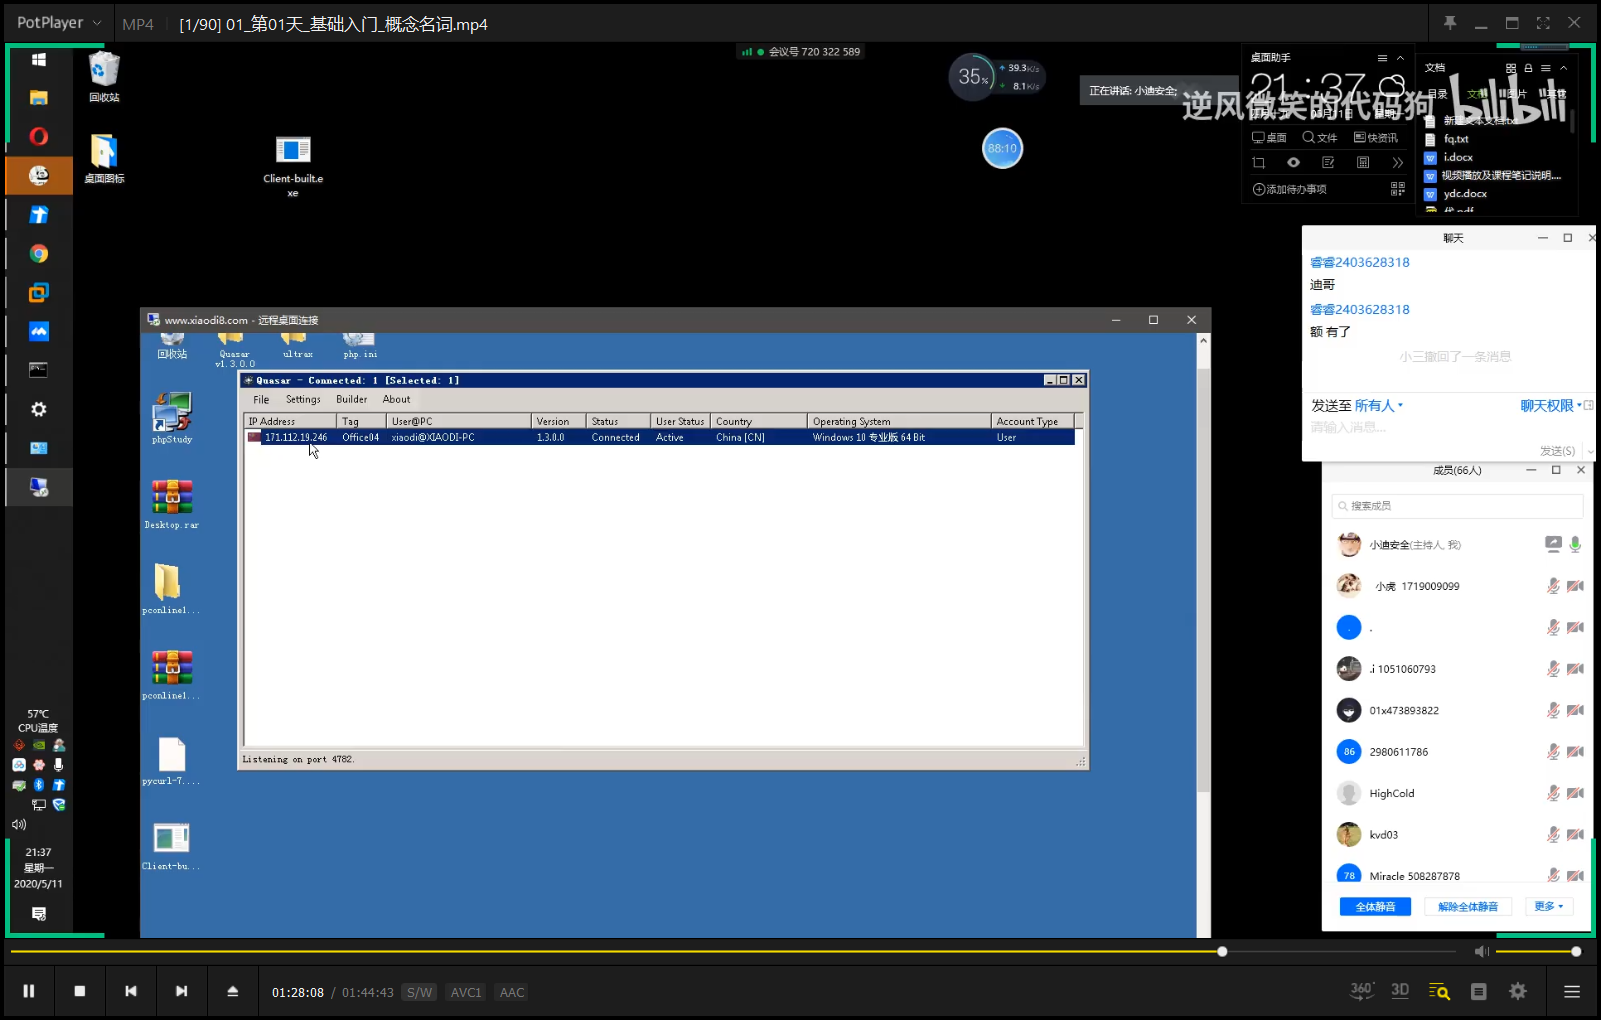 PotPlayer
MP4
[1/90] 01_第01天_基础入门_概念名词.mp4
会议号 720 322 589
35%
39.3K/s
8.1K/s
正在讲话: 小迪安全;
逆风微笑的代码狗
bilibili
88:10
桌面助手
21:37
桌面
文件
快资讯
添加待办事项
文档
目录
图片
fq.txt
i.docx
视频播放及课程笔记说明....
ydc.docx
回收站
桌面图标
Client-built.e
xe
聊天
睿睿2403628318
迪哥
睿睿2403628318
额 有了
小三撤回了一条消息
发送至 所有人
聊天权限
请输入消息...
发送(S)
成员(66人)
搜索成员
小迪安全(主持人, 我)
小虎 1719009099
.
.i 1051060793
01x473893822
86
2980611786
HighCold
kvd03
78
Miracle 508287878
全体静音
解除全体静音
更多
www.xiaodi8.com - 远程桌面连接
回收站
Quasar
v1.3.0.0
ultrax
php.ini
phpStudy
Desktop.rar
pconline1...
pconline1...
pycurl-7....
Client-bu...
Quasar - Connected: 1 [Selected: 1]
File
Settings
Builder
About
IP Address
Tag
User@PC
Version
Status
User Status
Country
Operating System
Account Type
171.112.19.246
Office04
xiaodi@XIAODI-PC
1.3.0.0
Connected
Active
China [CN]
Windows 10 专业版 64 Bit
User
Listening on port 4782.
57℃
CPU温度
21:37
星期一
2020/5/11
01:28:08 / 01:44:43
S/W
AVC1
AAC
360°
3D